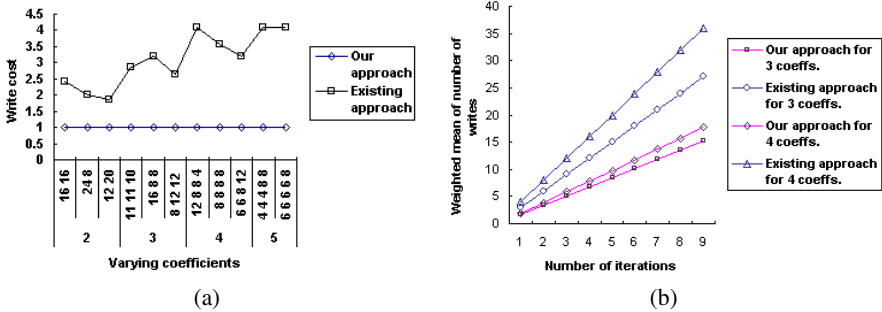 4.5
4
3.5
3
2.5
2
1.5
1
0.5
0
Write cost
16 16
24 8
12 20
11 11 10
16 8 8
8 12 12
12 8 8 4
8 8 8 8
6 6 8 12
4 4 4 8 8
6 6 6 6 8
2 3 4 5
Varying coefficients
Our
approach
Existing
approach
(a)
40
35
30
25
20
15
10
5
0
Weighted mean of number of
writes
1 2 3 4 5 6 7 8 9
Number of iterations
Our approach for
3 coeffs.
Existing approach
for 3 coeffs.
Our approach for
4 coeffs.
Existing approach
for 4 coeffs.
(b)